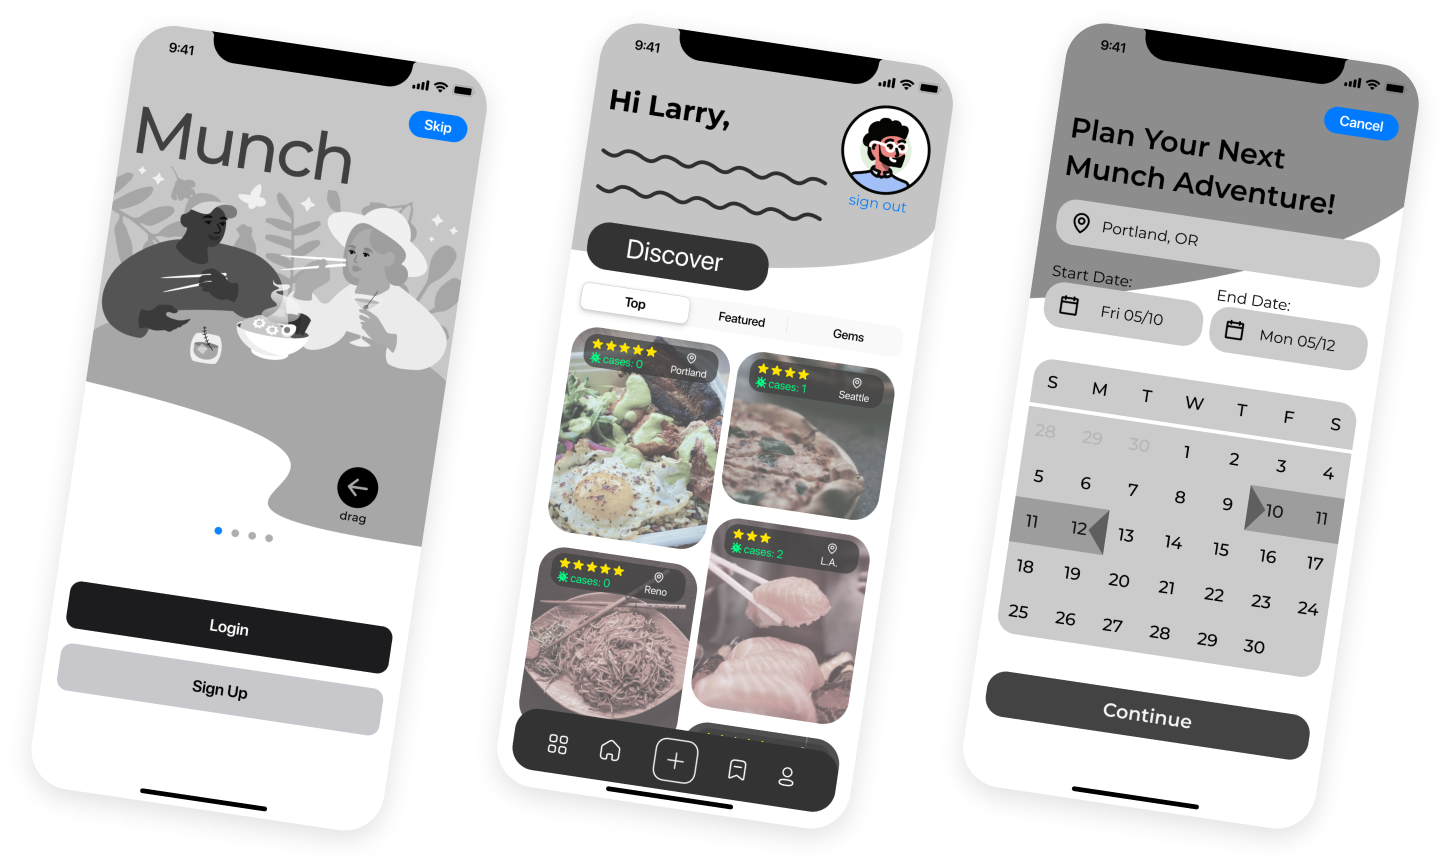 9:41
Skip
Munch
drag
Login
Sign Up
9:41
Hi Larry,
sign out
Discover
Top Featured Gems
cases: 0 Portland
cases: 1 Seattle
cases: 2 L.A.
cases: 0 Reno
9:41
Cancel
Plan Your Next
Munch Adventure!
Portland, OR
Start Date: End Date:
Fri 05/10 Mon 05/12
S M T W T F S
28 29 30 1 2 3 4
5 6 7 8 9 10 11
11 12 13 14 15 16 17
18 19 20 21 22 23 24
25 26 27 28 29 30
Continue